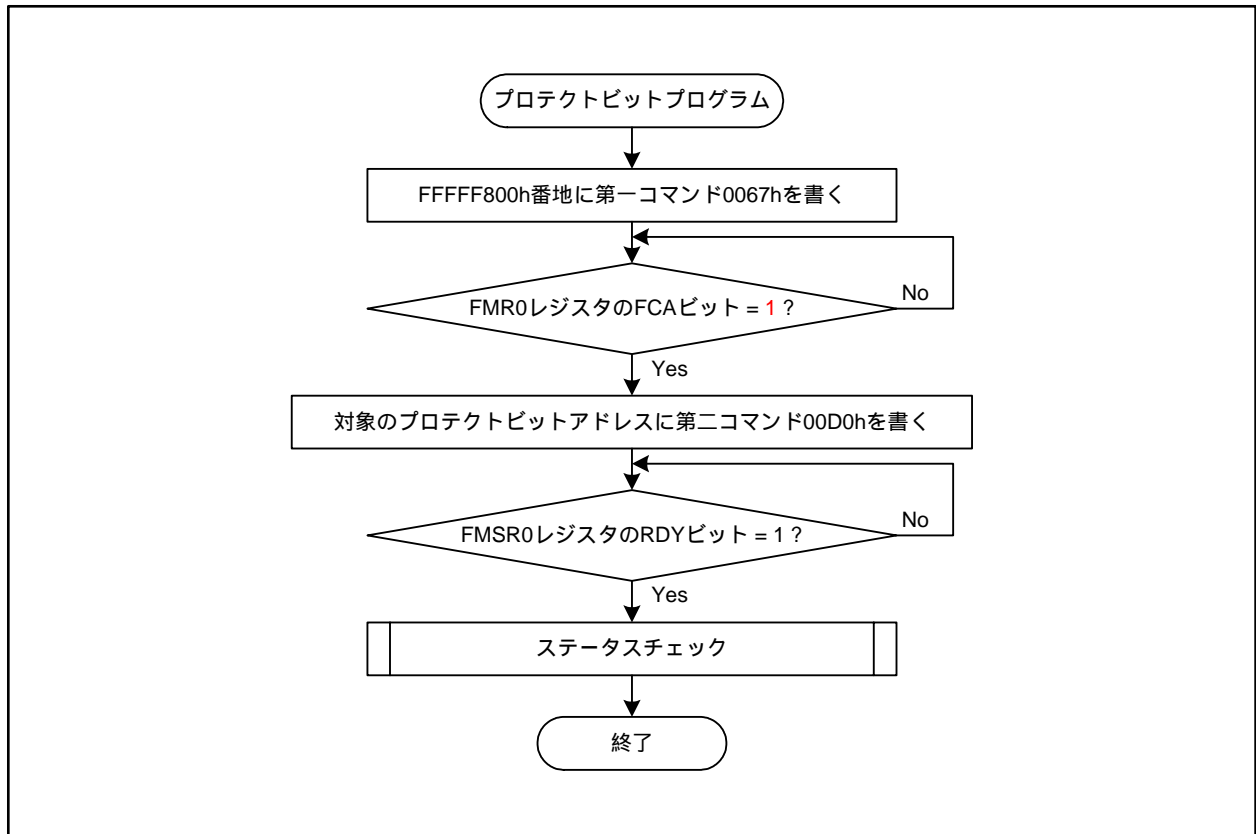 プロテクトビットプログラム
FFFFF800h番地に第一コマンド0067hを書く
FMR0レジスタのFCAビット = 1 ?
No
Yes
対象のプロテクトビットアドレスに第二コマンド00D0hを書く
FMSR0レジスタのRDYビット = 1 ?
No
Yes
ステータスチェック
終了